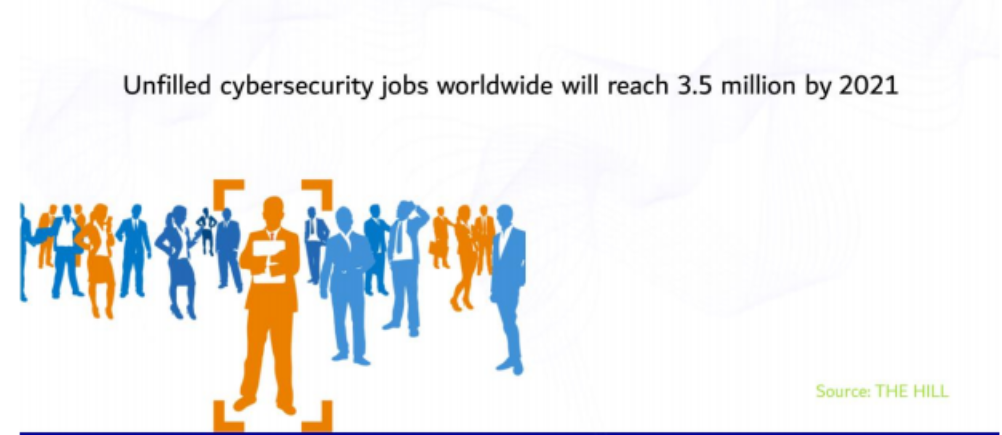 Unfilled cybersecurity jobs worldwide will reach 3.5 million by 2021
Source: THE HILL